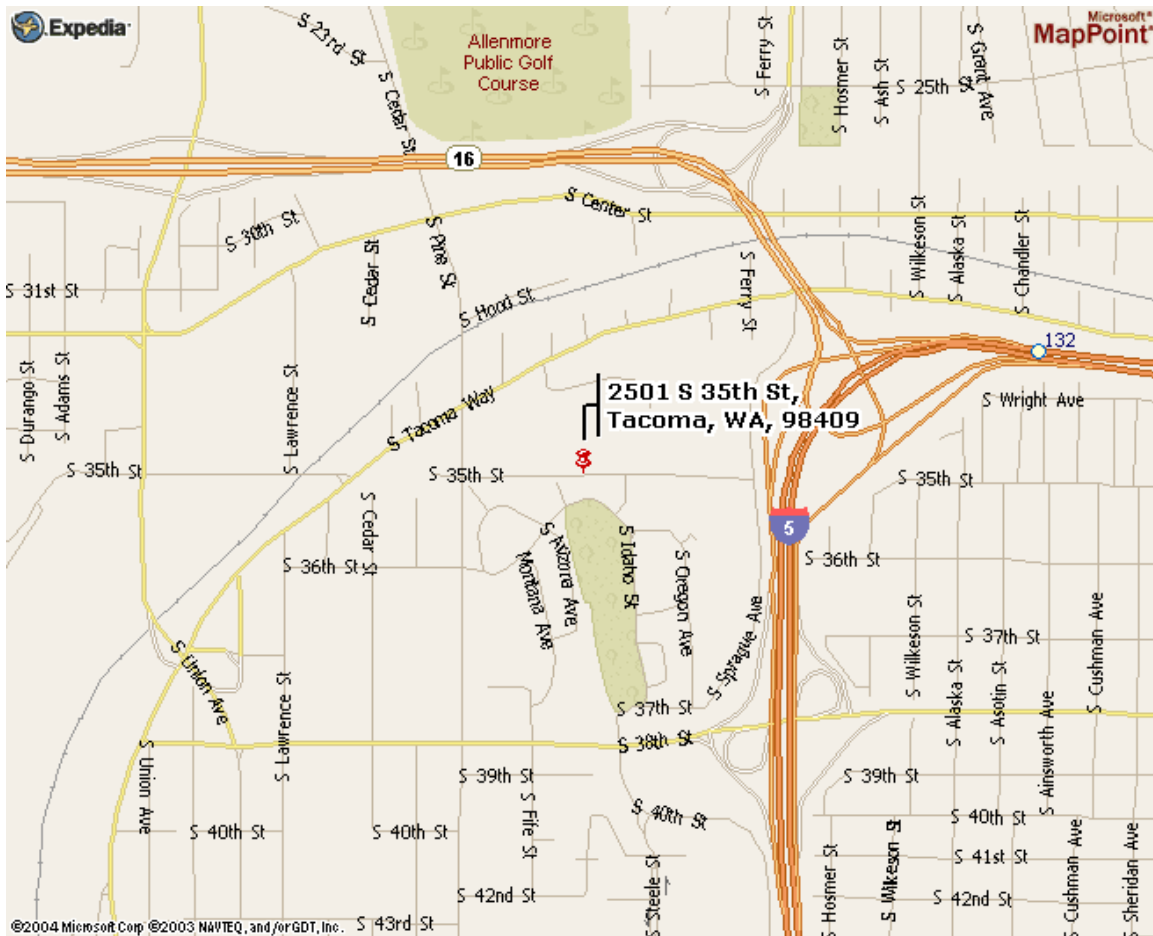 Expedia
Microsoft
MapPoint
Allenmore
Public Golf
Course
S 23rd St
S Cedar St
S Ferry St
S Hosmer St
S Ash St
S Grant Ave
S 25th St
16
S Center St
S 30th St
S Cedar St
S Pine St
S Wilkeson St
S Alaska St
S Chandler St
S 31st St
S Hood St
S Ferry St
132
S Durango St
S Adams St
S Lawrence St
S Tacoma Way
2501 S 35th St,
Tacoma, WA, 98409
S Wright Ave
S 35th St
S 35th St
S 35th St
5
S Cedar St
S 36th St
Montana Ave
S Arizona Ave
S Idaho St
S Oregon Ave
S 36th St
S Sprague Ave
S Wilkeson St
S 37th St
S Cushman Ave
S Union Ave
S Lawrence St
S 37th St
S 38th St
S Alaska St
S Asotin St
S Ainsworth Ave
S Union Ave
S 39th St
S 39th St
S Fife St
S 40th St
S 40th St
S 40th St
S 40th St
S Steele St
S Hosmer St
S Wilkeson St
S 41st St
S Cushman Ave
S Sheridan Ave
S 42nd St
S 42nd St
S 43rd St
©2004 Microsoft Corp ©2003 NAVTEQ, and/or GDT, Inc.